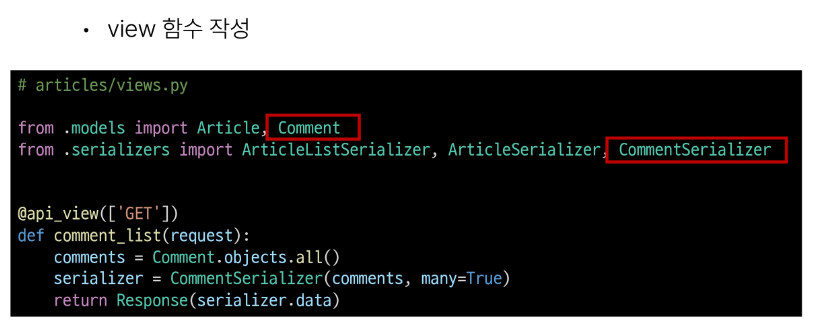 • view 함수 작성
# articles/views.py
from .models import Article, Comment
from .serializers import ArticleListSerializer, ArticleSerializer, CommentSerializer
@api_view(['GET'])
def comment_list(request):
    comments = Comment.objects.all()
    serializer = CommentSerializer(comments, many=True)
    return Response(serializer.data)